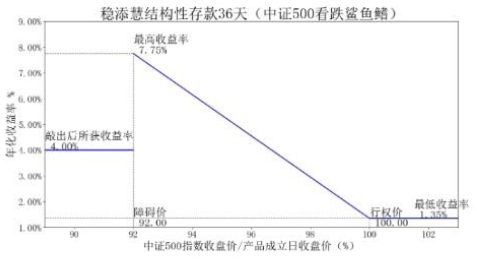 稳添慧结构性存款36天（中证500看跌鲨鱼鳍）
9.00%
8.00%
7.00%
6.00%
5.00%
4.00%
3.00%
2.00%
1.00%
年化收益率 %
最高收益率
7.75%
敲出后所获收益率
4.00%
障碍价
92.00
行权价
100.00
最低收益率
1.35%
90
92
94
96
98
100
102
中证500指数收盘价/产品成立日收盘价（%）